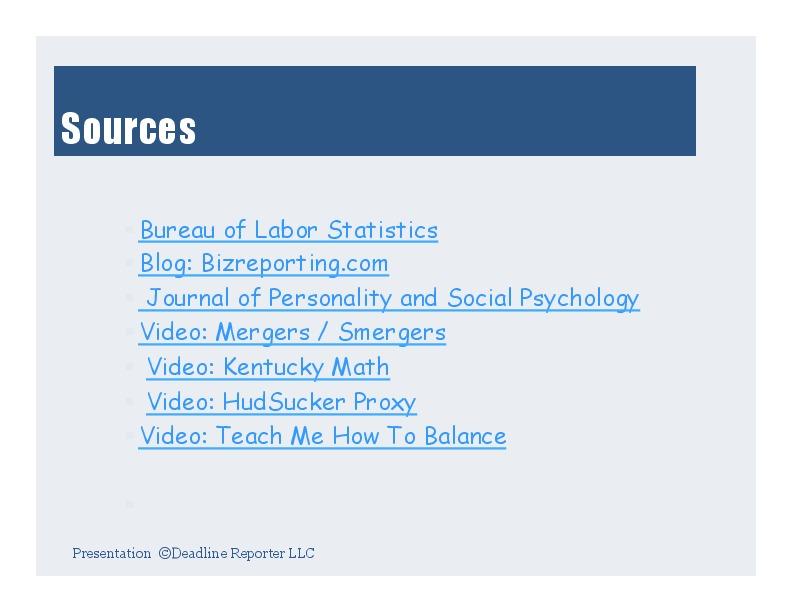 Sources
Bureau of Labor Statistics
Blog: Bizreporting.com
Journal of Personality and Social Psychology
Video: Mergers / Smergers
Video: Kentucky Math
Video: HudSucker Proxy
Video: Teach Me How To Balance
Presentation ©Deadline Reporter LLC